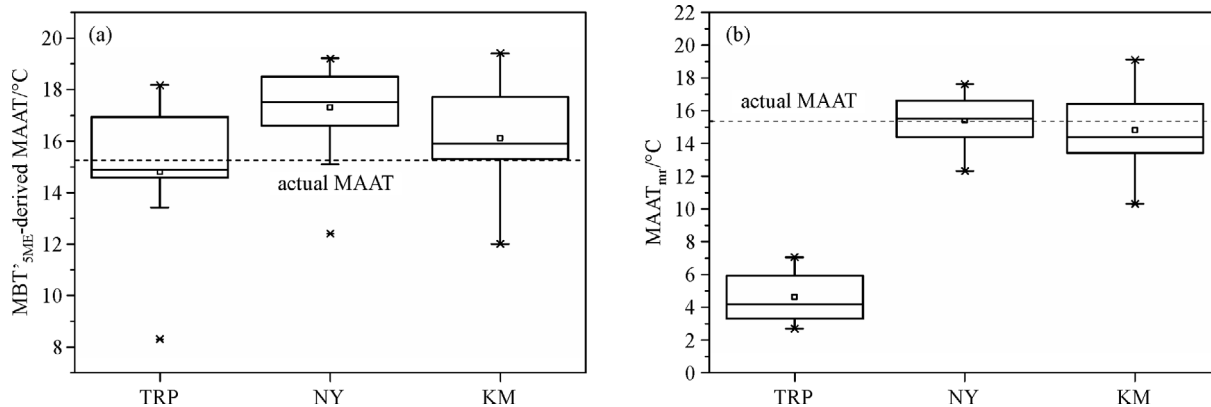 (a)
MBT'5ME-derived MAAT/°C
20
18
16
14
12
10
8
actual MAAT
TRP NY KM
(b)
MAATmr/°C
22
20
18
16
14
12
10
8
6
4
2
0
actual MAAT
TRP NY KM